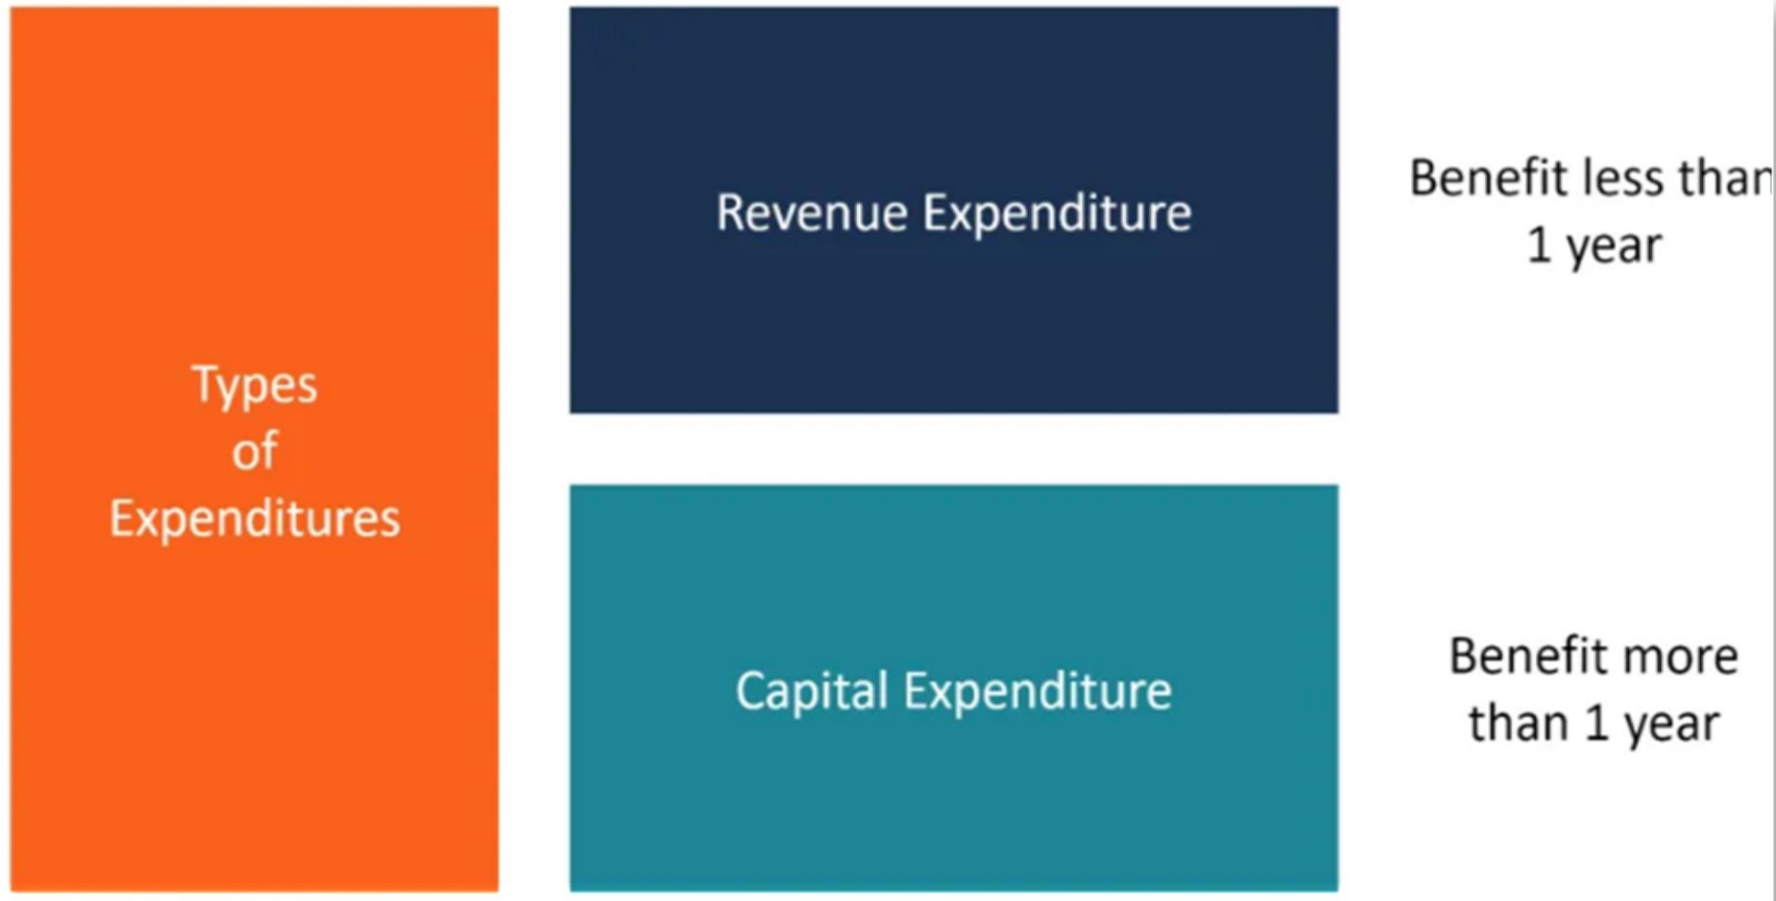 Types
of
Expenditures
Revenue Expenditure
Benefit less than
1 year
Capital Expenditure
Benefit more
than 1 year